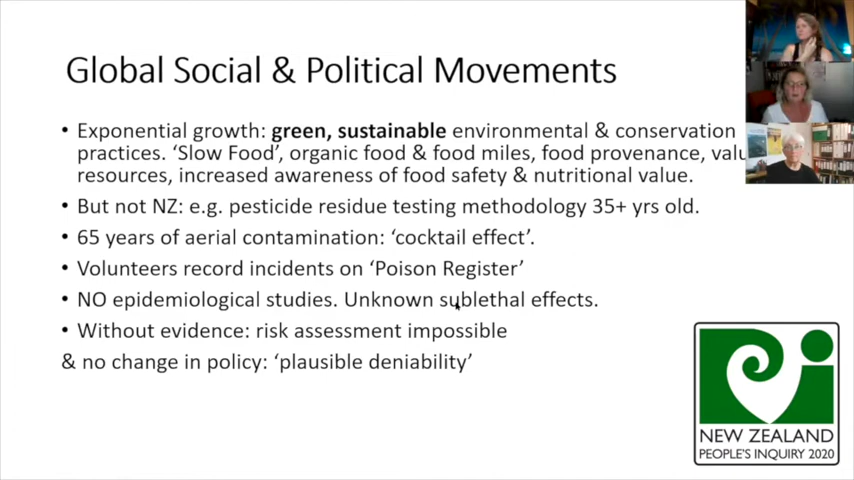 Global Social & Political Movements
• Exponential growth: green, sustainable environmental & conservation
practices. ‘Slow Food’, organic food & food miles, food provenance,
resources, increased awareness of food safety & nutritional value.
• But not NZ: e.g. pesticide residue testing methodology 35+ yrs old.
• 65 years of aerial contamination: ‘cocktail effect’.
• Volunteers record incidents on ‘Poison Register’
• NO epidemiological studies. Unknown sublethal effects.
• Without evidence: risk assessment impossible
& no change in policy: ‘plausible deniability’
NEW ZEALAND
PEOPLE'S INQUIRY 2020